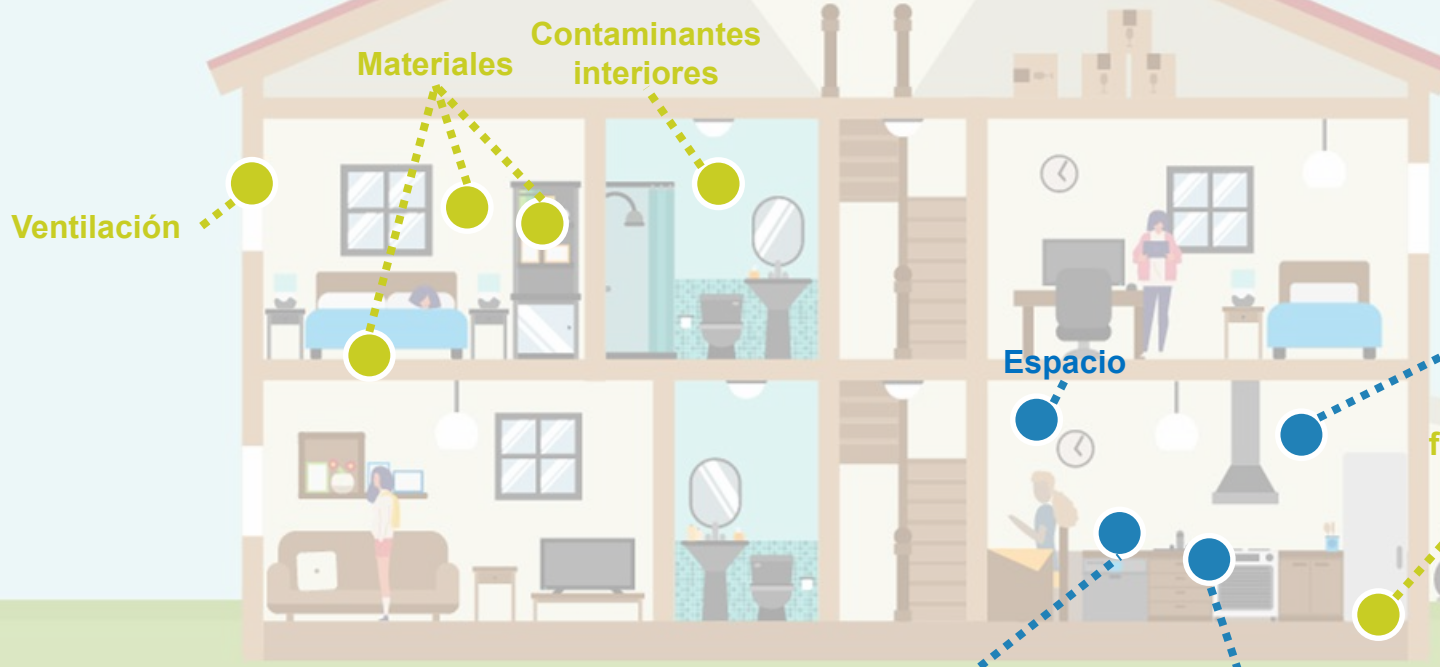 Contaminantes
interiores
Materiales
Ventilación
Espacio